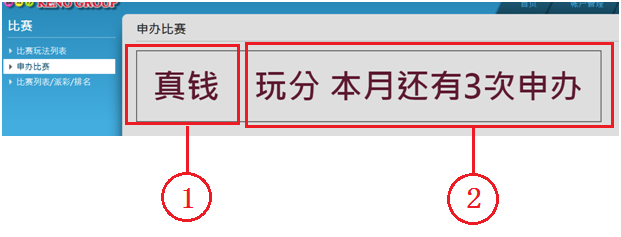 KENO GROUP
首页 帐户管理
比赛
比赛玩法列表
申办比赛
比赛列表/派彩/排名
申办比赛
真钱 玩分 本月还有3次申办
1 2